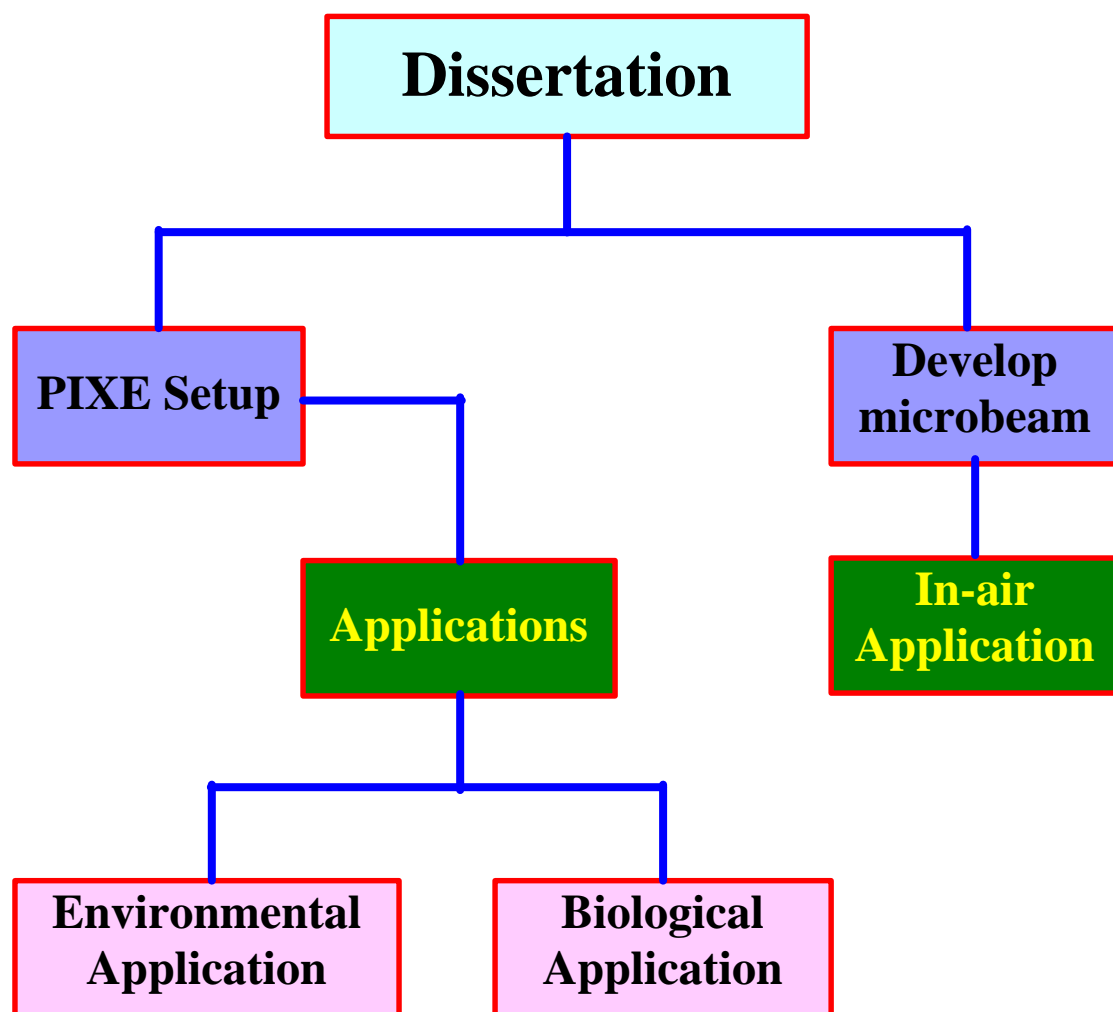 Dissertation
PIXE Setup
Develop
microbeam
Applications
In-air
Application
Environmental
Application
Biological
Application